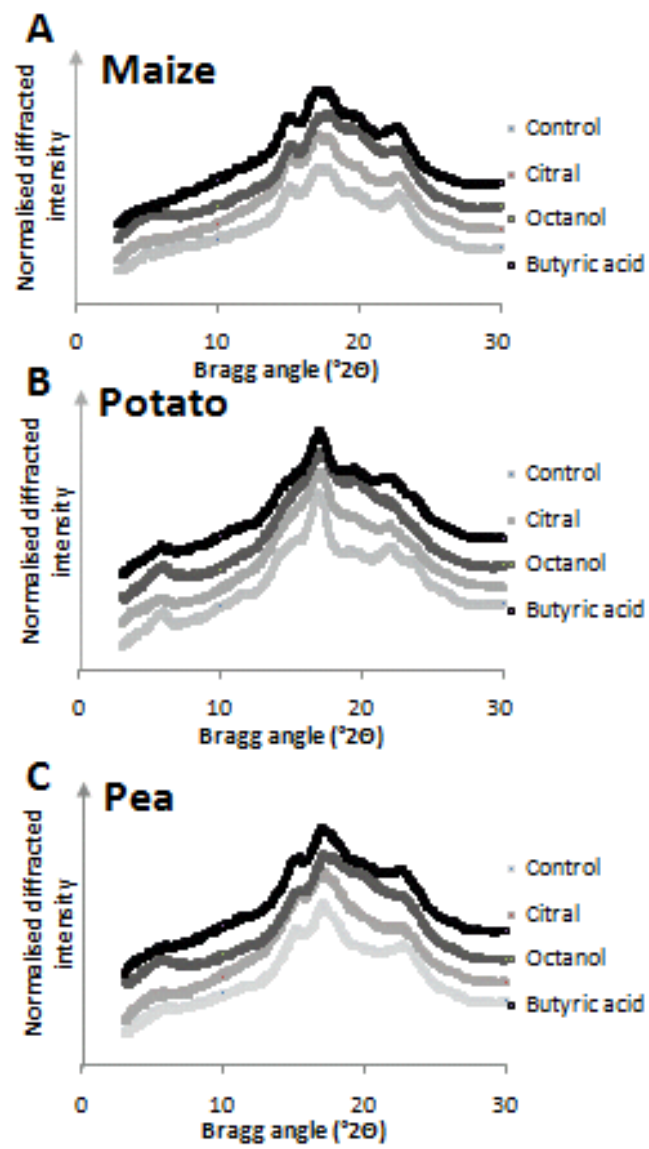 A
Maize
Normalised diffracted
intensity
Control
Citral
Octanol
Butyric acid
0 10 20 30
Bragg angle (°2Θ)
B
Potato
Normalised diffracted
intensity
Control
Citral
Octanol
Butyric acid
0 10 20 30
Bragg angle (°2Θ)
C
Pea
Normalised diffracted
intensity
Control
Citral
Octanol
Butyric acid
0 10 20 30
Bragg angle (°2Θ)